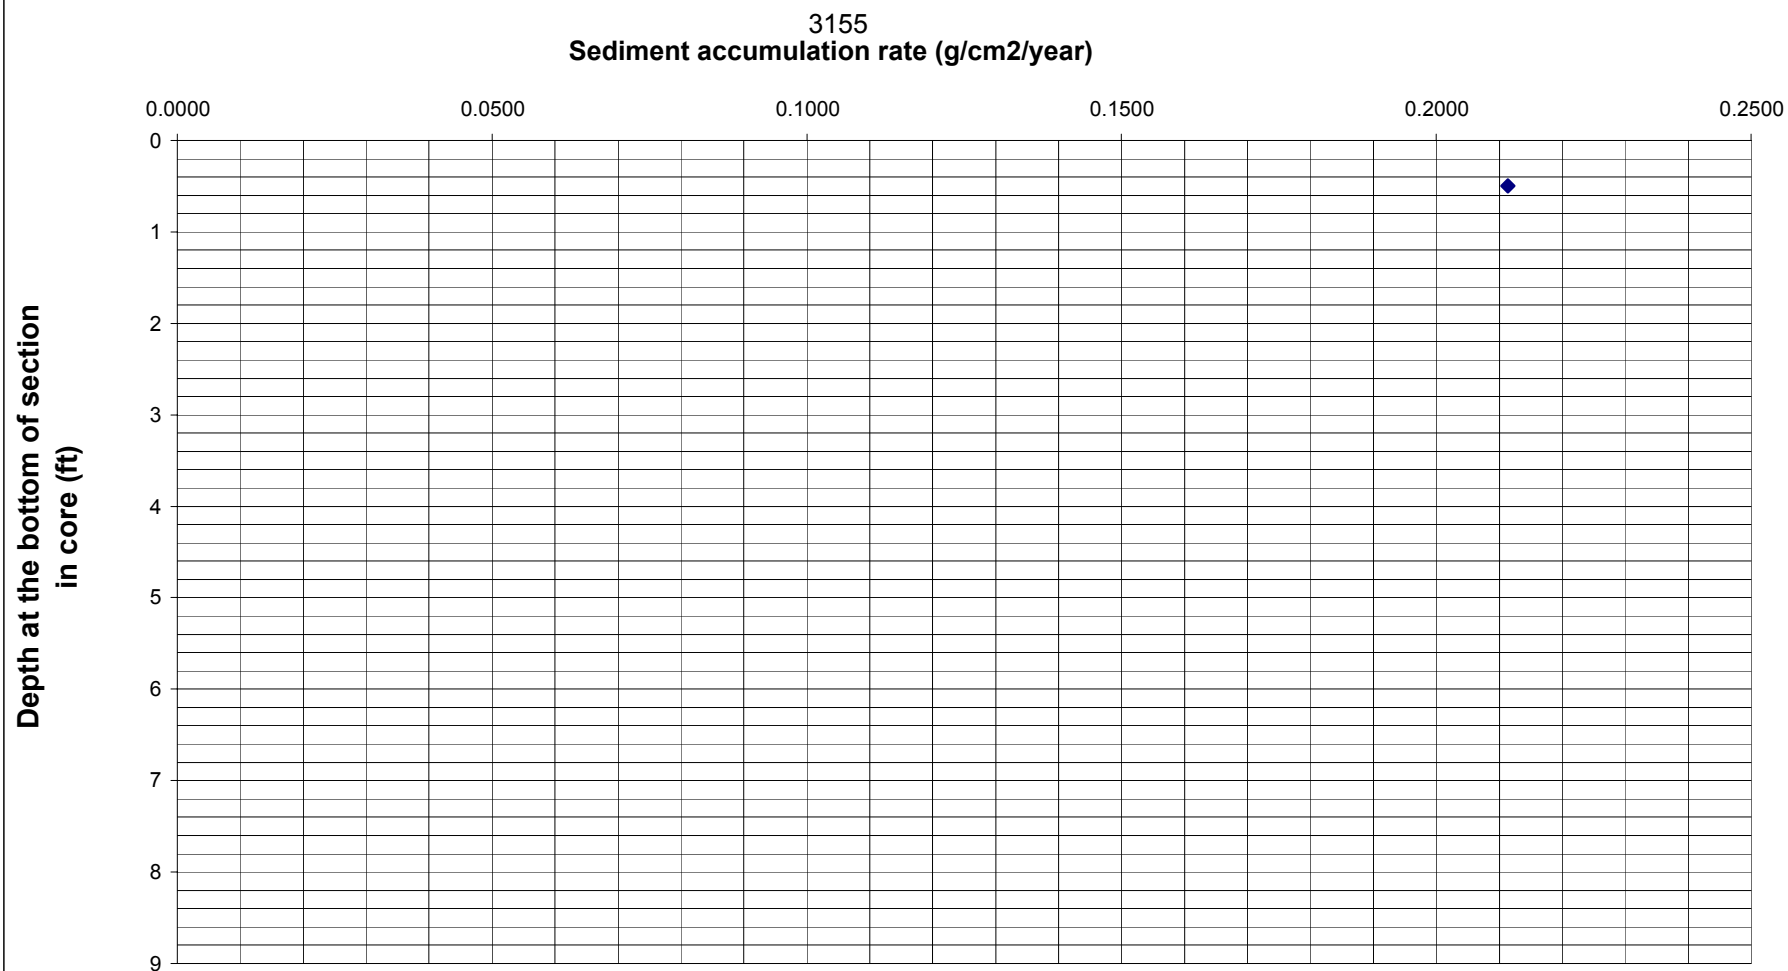 3155
Sediment accumulation rate (g/cm2/year)
0.0000 0.0500 0.1000 0.1500 0.2000 0.2500
0
1
2
3
4
5
6
7
8
9
Depth at the bottom of section
in core (ft)